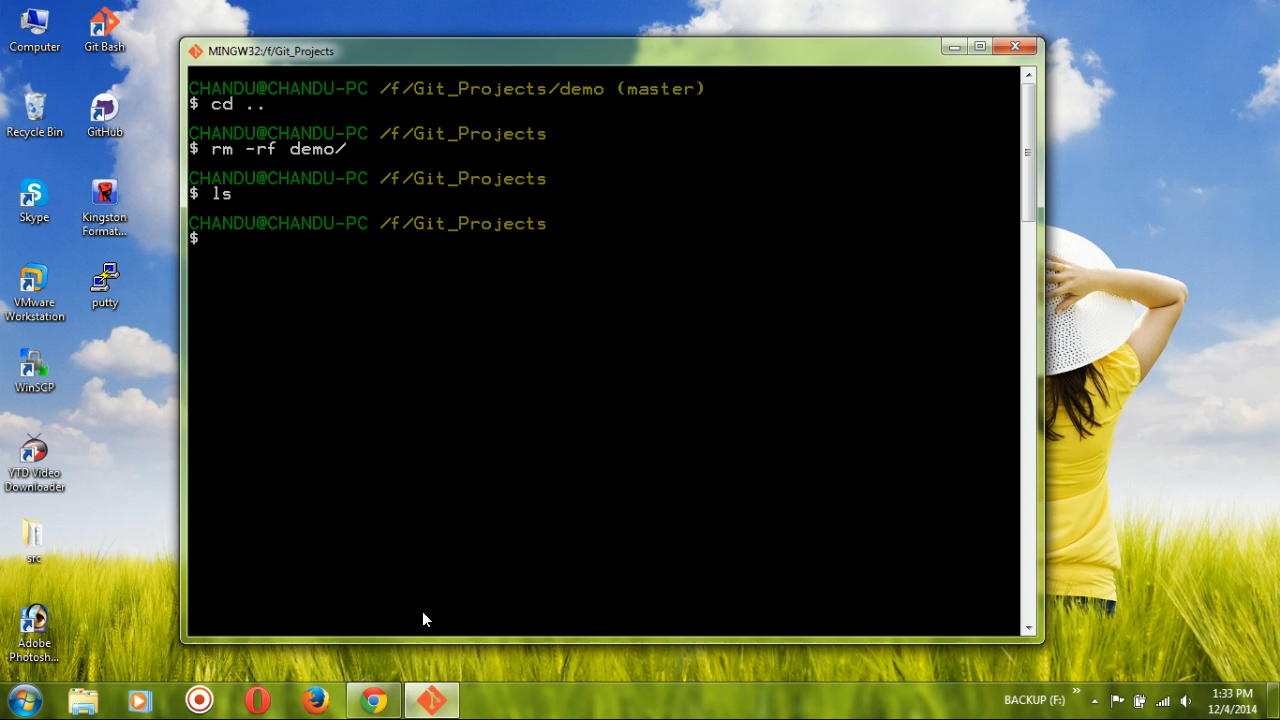 Computer
Git Bash
Recycle Bin
GitHub
Skype
Kingston
Format...
VMware
Workstation
putty
WinSCP
YTD Video
Downloader
src
Adobe
Photosh...
MINGW32:/f/Git_Projects
CHANDU@CHANDU-PC /f/Git_Projects/demo (master)
$ cd ..
CHANDU@CHANDU-PC /f/Git_Projects
$ rm -rf demo/
CHANDU@CHANDU-PC /f/Git_Projects
$ ls
CHANDU@CHANDU-PC /f/Git_Projects
$
BACKUP (F:)
1:33 PM
12/4/2014